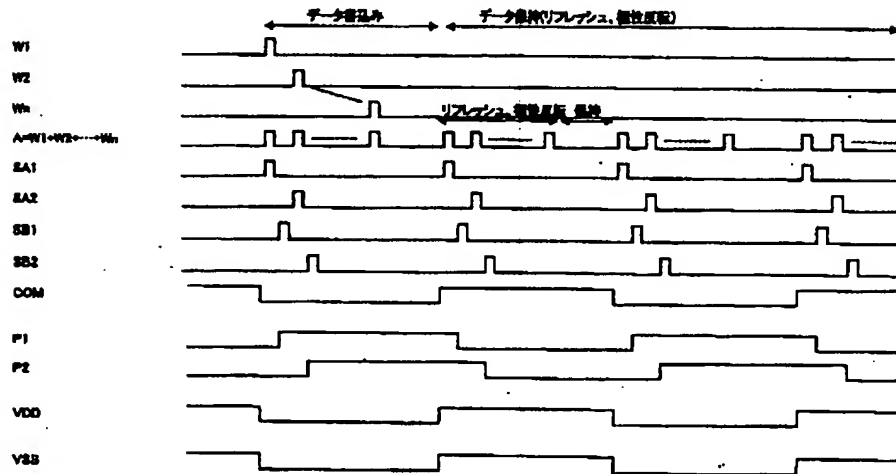 データ書込み
データ保持(リフレッシュ、極性反転)
W1
W2
Wn
リフレッシュ、極性反転 保持
A=W1+W2+……+Wn
SA1
SA2
SB1
SB2
COM
P1
P2
VDD
VSS